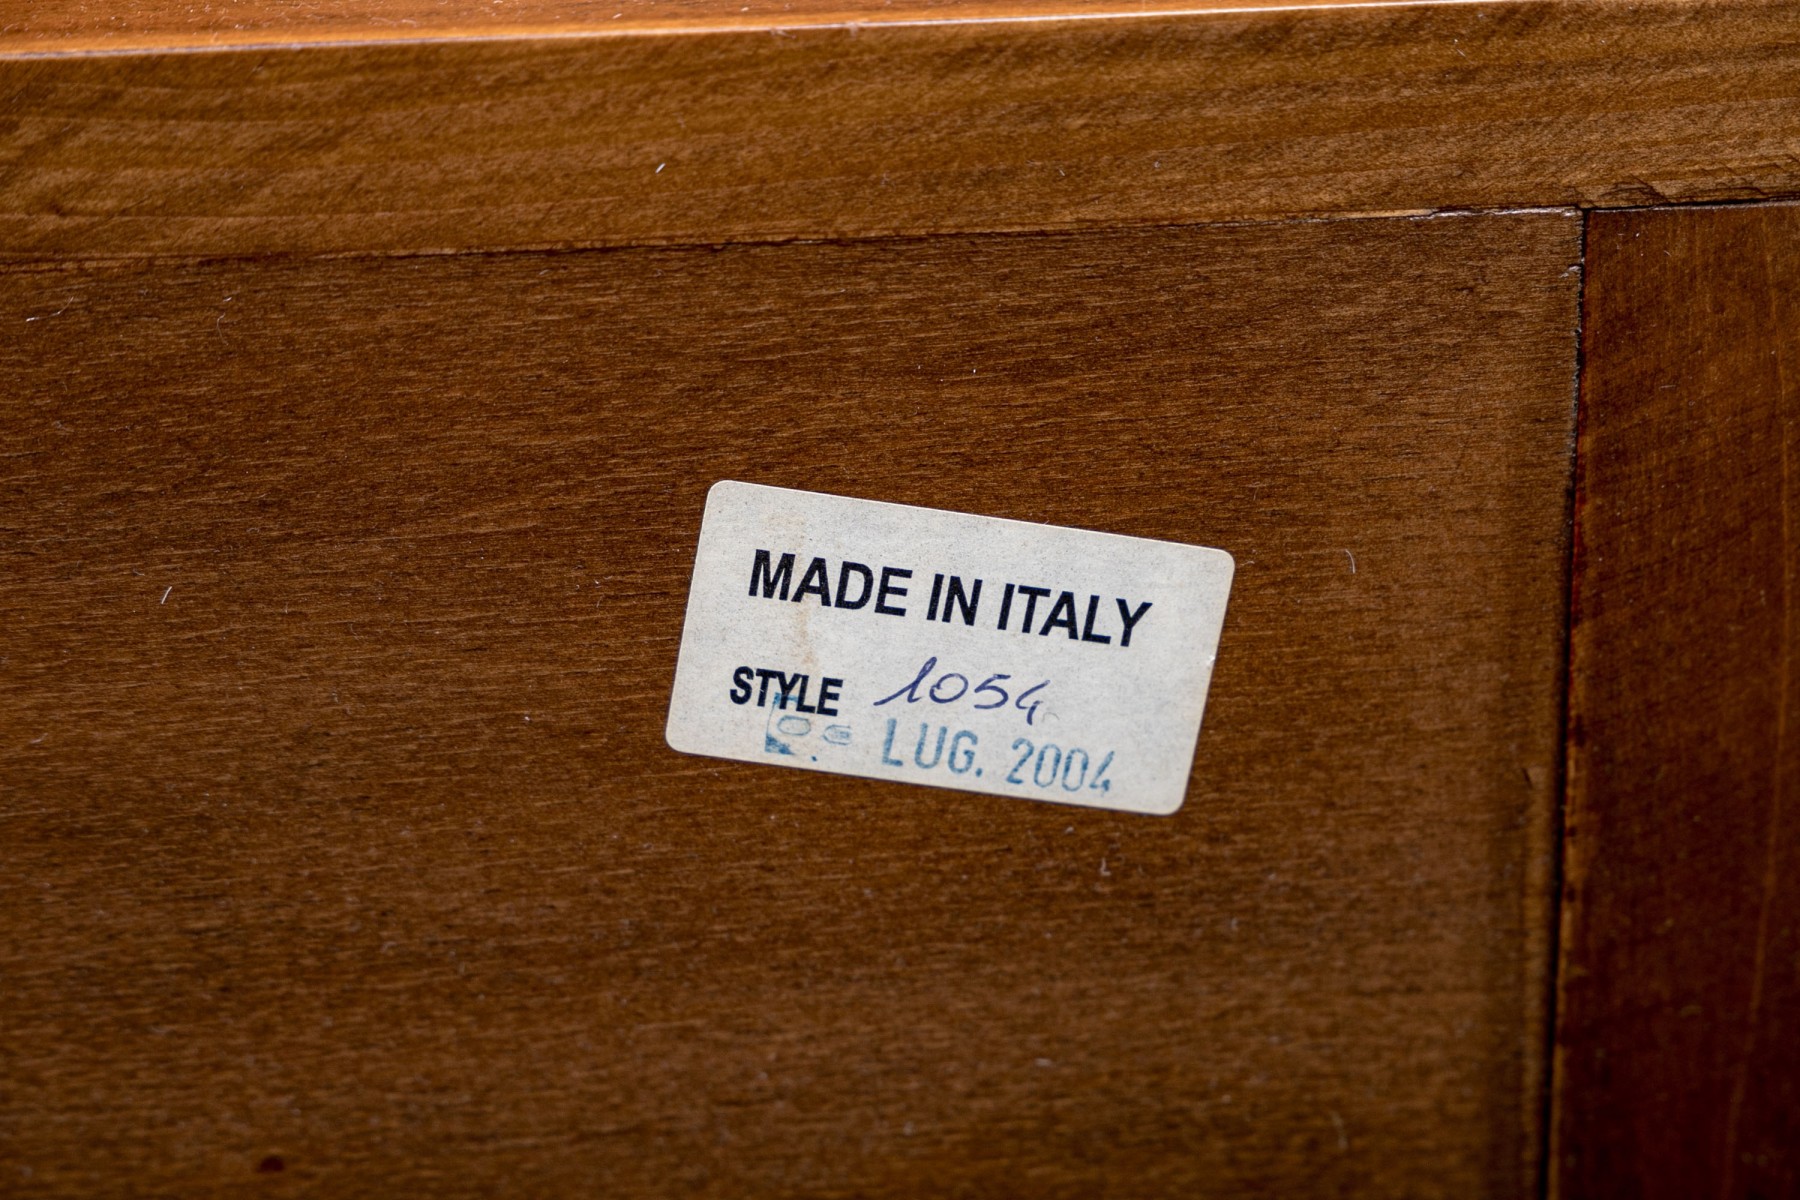 MADE IN ITALY
STYLE 1054
LUG. 2004